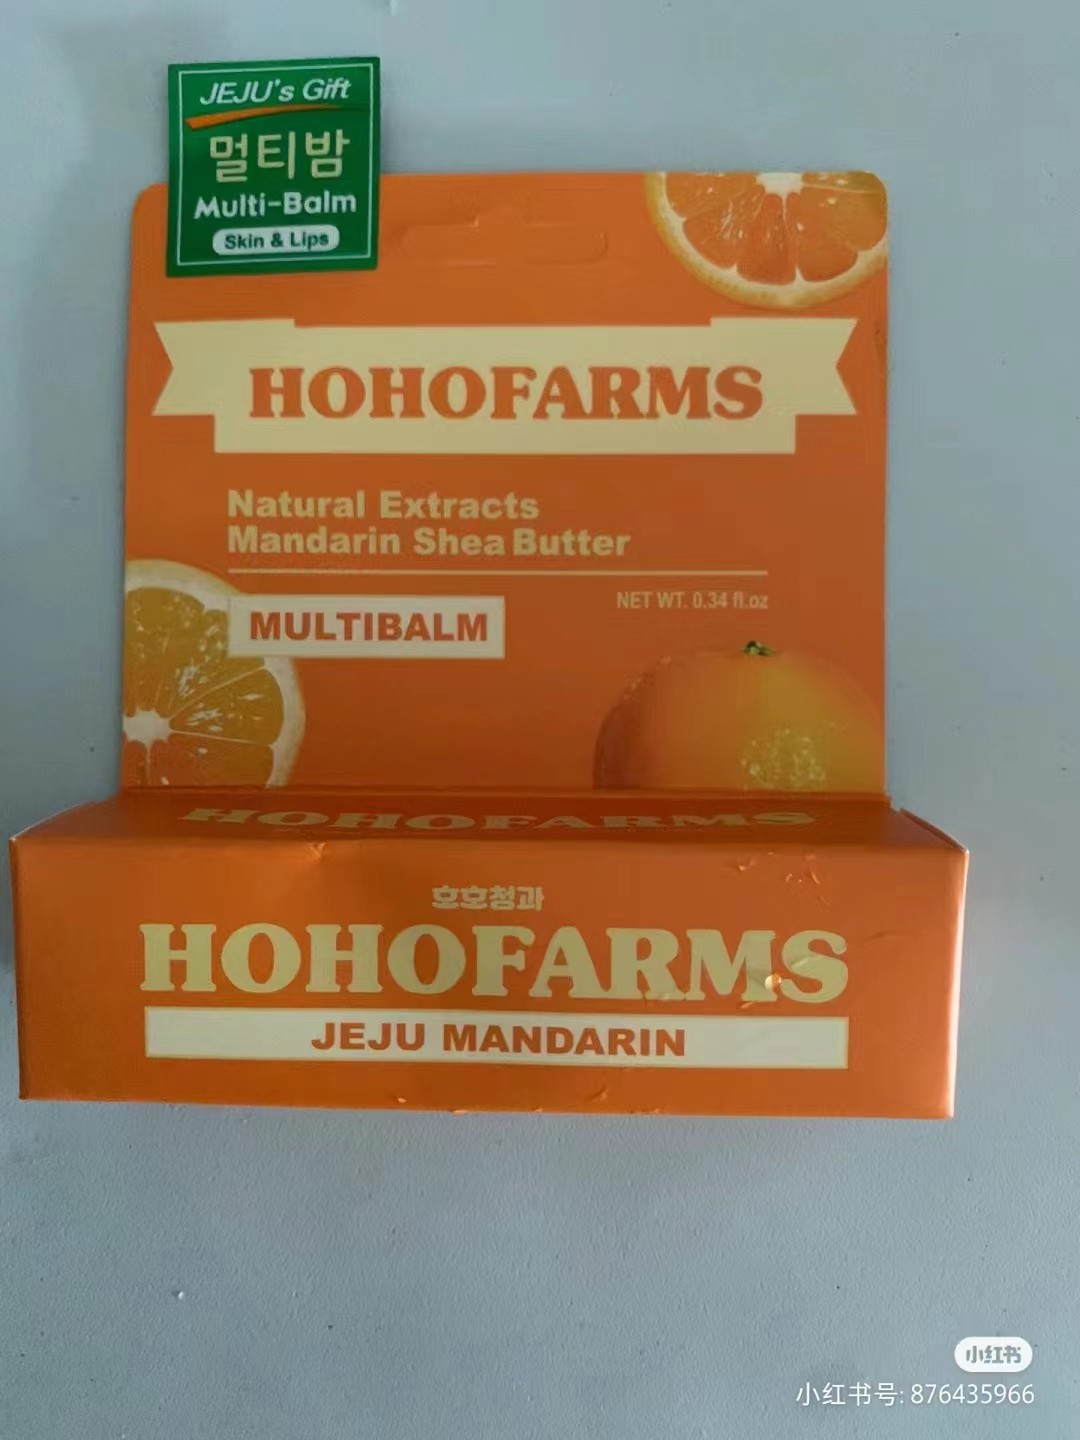 JEJU's Gift
멀티밤
Multi-Balm
Skin & Lips
HOHOFARMS
Natural Extracts
Mandarin Shea Butter
NET WT. 0.34 fl.oz
MULTIBALM
HOHOFARMS
호호청과
HOHOFARMS
JEJU MANDARIN
小红书
小红书号: 876435966